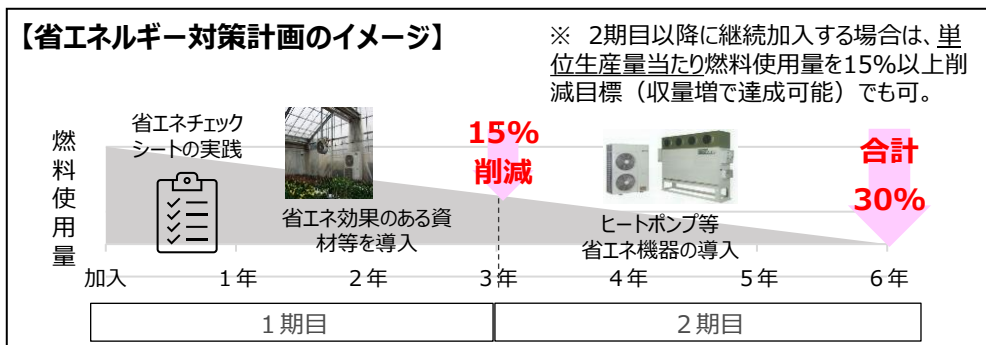 【省エネルギー対策計画のイメージ】
※ 2期目以降に継続加入する場合は、単
位生産量当たり燃料使用量を15%以上削
減目標（収量増で達成可能）でも可。
燃料使用量
省エネチェック
シートの実践
省エネ効果のある資
材等を導入
15%
削減
ヒートポンプ等
省エネ機器の導入
合計
30%
加入 1年 2年 3年 4年 5年 6年
1期目 2期目